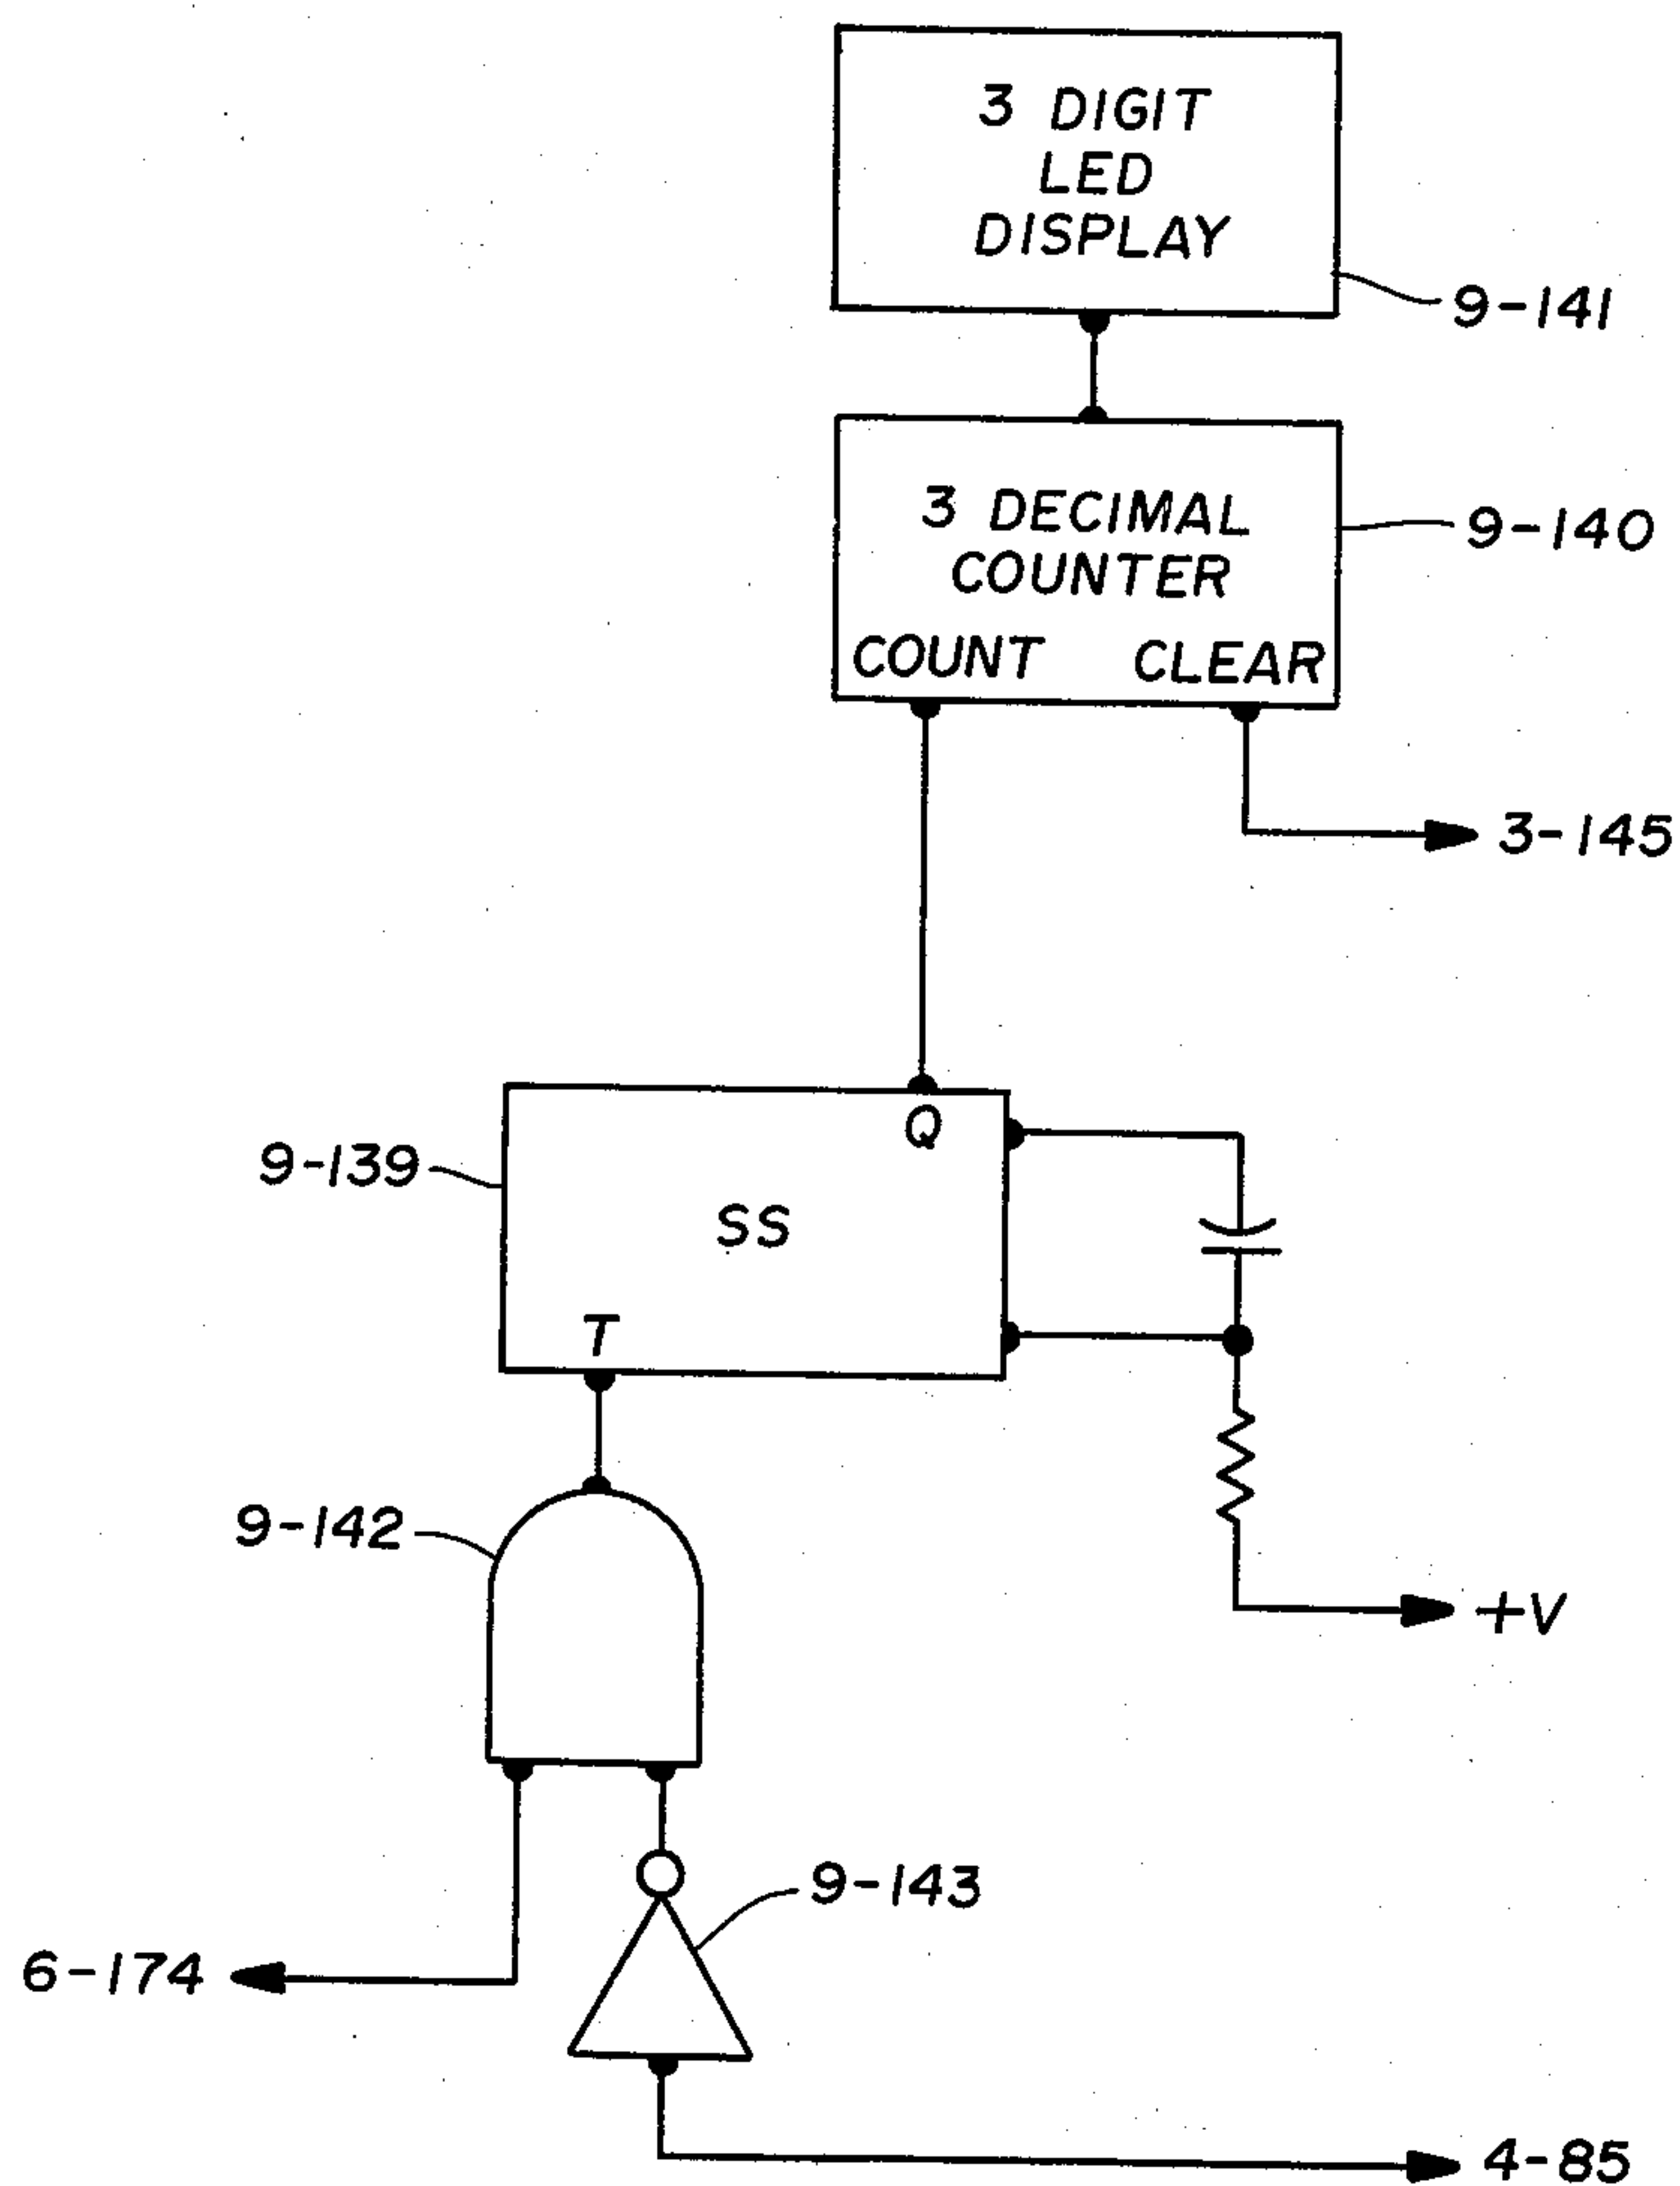 3 DIGIT
LED
DISPLAY
9-141
3 DECIMAL
COUNTER
9-140
COUNT CLEAR
3-145
Q
9-139
SS
T
9-142
+V
9-143
6-174
4-85